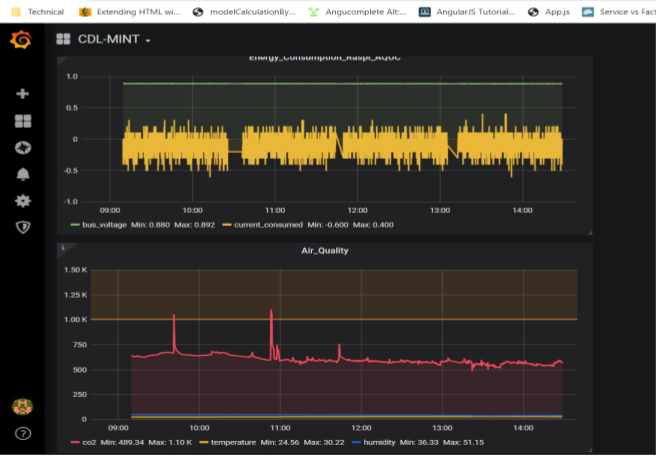 Technical Extending HTML wi... modelCalculationBy... Angucomplete Alt:... AngularJS Tutorial... App.js Service vs Fact
CDL-MINT
Energy_Consumption_Raspi_AQUC
1.0
0.5
0
-0.5
-1.0
09:00 10:00 11:00 12:00 13:00 14:00
bus_voltage Min: 0.880 Max: 0.892 current_consumed Min: -0.600 Max: 0.400
i
Air_Quality
1.50 K
1.25 K
1.00 K
750
500
250
0
09:00 10:00 11:00 12:00 13:00 14:00
co2 Min: 489.34 Max: 1.10 K temperature Min: 24.56 Max: 30.22 humidity Min: 36.33 Max: 51.15